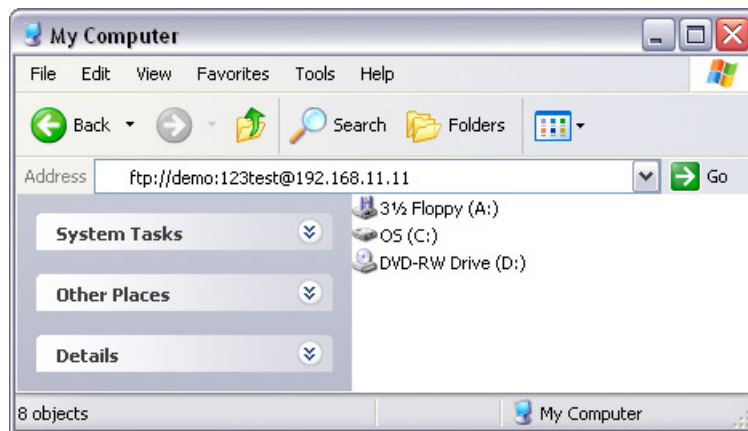 My Computer
File Edit View Favorites Tools Help
Back Search Folders
Address ftp://demo:123test@192.168.11.11 Go
System Tasks
Other Places
Details
3½ Floppy (A:)
OS (C:)
DVD-RW Drive (D:)
8 objects My Computer